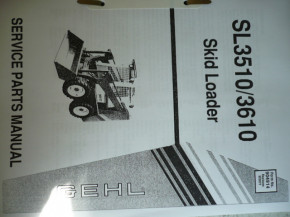 SL3510/3610
Skid Loader
SERVICE PARTS MANUAL
GEHL